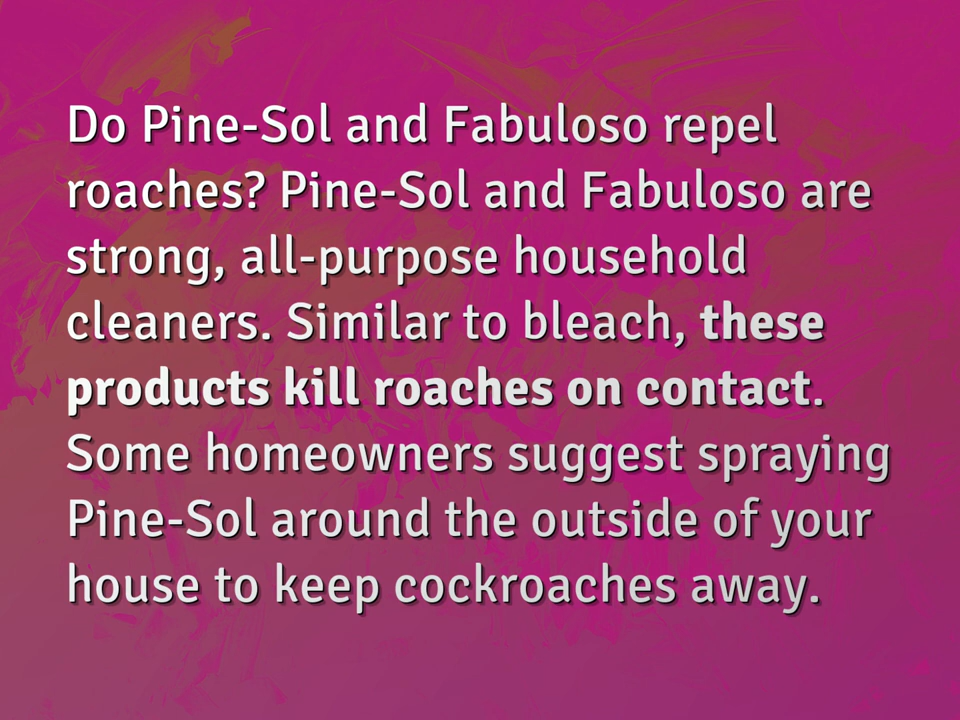 Do Pine-Sol and Fabuloso repel
roaches? Pine-Sol and Fabuloso are
strong, all-purpose household
cleaners. Similar to bleach, these
products kill roaches on contact.
Some homeowners suggest spraying
Pine-Sol around the outside of your
house to keep cockroaches away.